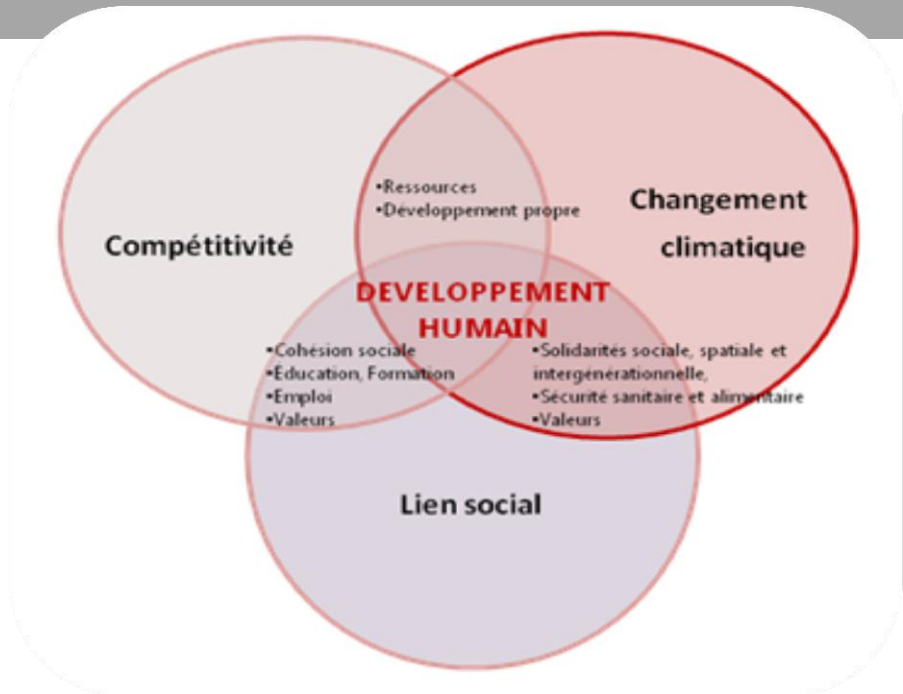 •Ressources
•Développement propre
Changement
climatique
Compétitivité
DEVELOPPEMENT
HUMAIN
•Cohésion sociale
•Education, Formation
•Emploi
•Valeurs
•Solidarités sociale, spatiale et
intergénérationnelle,
•Sécurité sanitaire et alimentaire
•Valeurs
Lien social